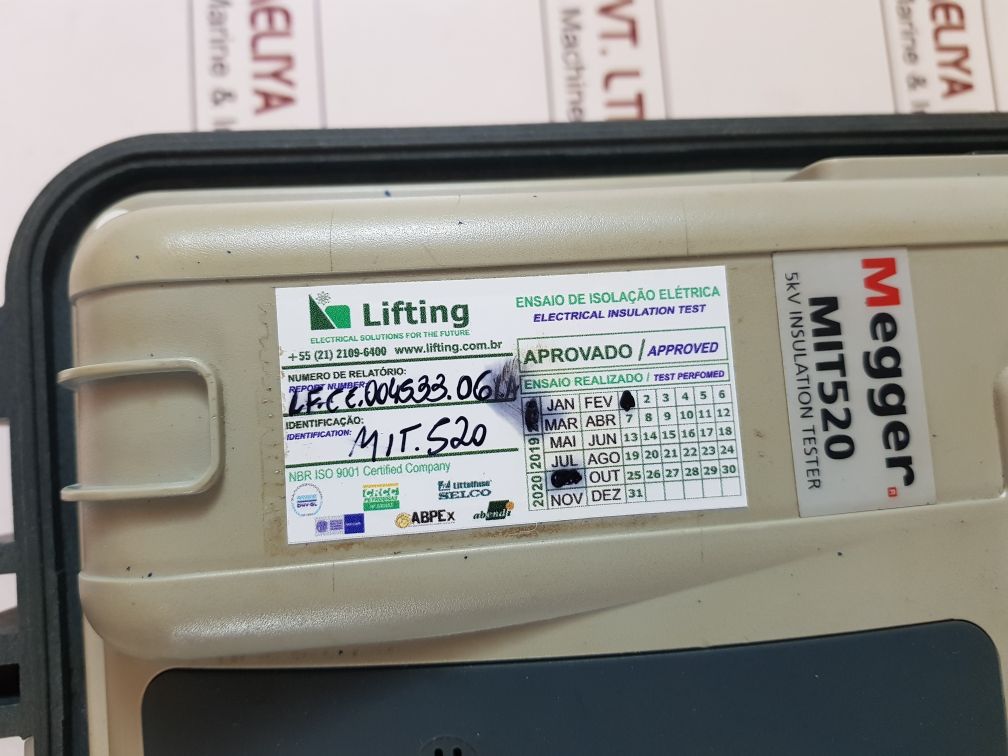 AELIYA
Marine & I
VT. LT
Machine
AELIYA
Marine & I
Lifting
ELECTRICAL SOLUTIONS FOR THE FUTURE
+ 55 (21) 2109-6400 www.lifting.com.br
NUMERO DE RELATÓRIO:
REPORT NUMBER:
LF.CC.004533.06
IDENTIFICAÇÃO:
IDENTIFICATION:
MIT.520
NBR ISO 9001 Certified Company
DNV-GL
CRCC
PETROBRAS
Littelfuse
SELCO
ABPEx
abendi
ENSAIO DE ISOLAÇÃO ELÉTRICA
ELECTRICAL INSULATION TEST
APROVADO / APPROVED
ENSAIO REALIZADO / TEST PERFOMED
2019 2020
JAN FEV 2 3 4 5 6
MAR ABR 7 8 9 10 11 12
MAI JUN 13 14 15 16 17 18
JUL AGO 19 20 21 22 23 24
OUT 25 26 27 28 29 30
NOV DEZ 31
Megger
MIT520
5kV INSULATION TESTER